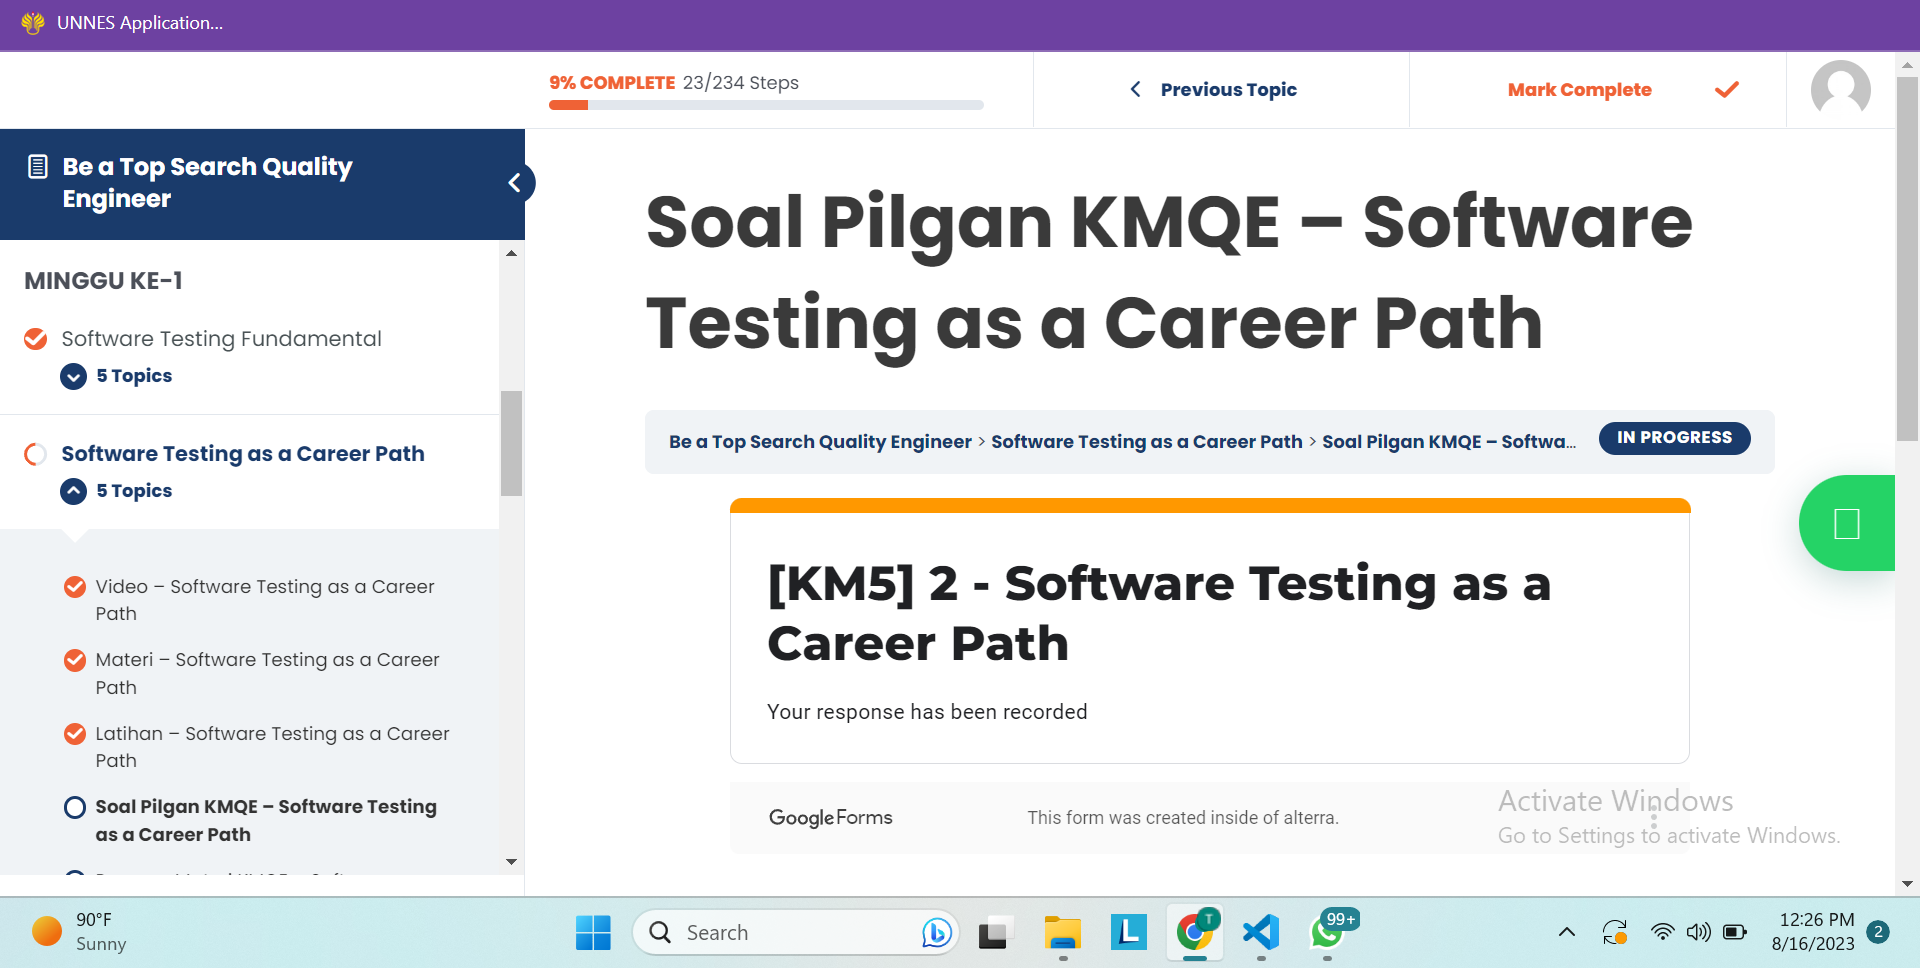 UNNES Application...
9% COMPLETE 23/234 Steps
Previous Topic
Mark Complete
Be a Top Search Quality
Engineer
MINGGU KE-1
Software Testing Fundamental
5 Topics
Software Testing as a Career Path
5 Topics
Video – Software Testing as a Career
Path
Materi – Software Testing as a Career
Path
Latihan – Software Testing as a Career
Path
Soal Pilgan KMQE – Software Testing
as a Career Path
Soal Pilgan KMQE – Software
Testing as a Career Path
Be a Top Search Quality Engineer > Software Testing as a Career Path > Soal Pilgan KMQE – Softwa...
IN PROGRESS
[KM5] 2 - Software Testing as a
Career Path
Your response has been recorded
Google Forms
This form was created inside of alterra.
Activate Windows
Go to Settings to activate Windows.
90°F
Sunny
Search
L
T
99+
12:26 PM
8/16/2023
2